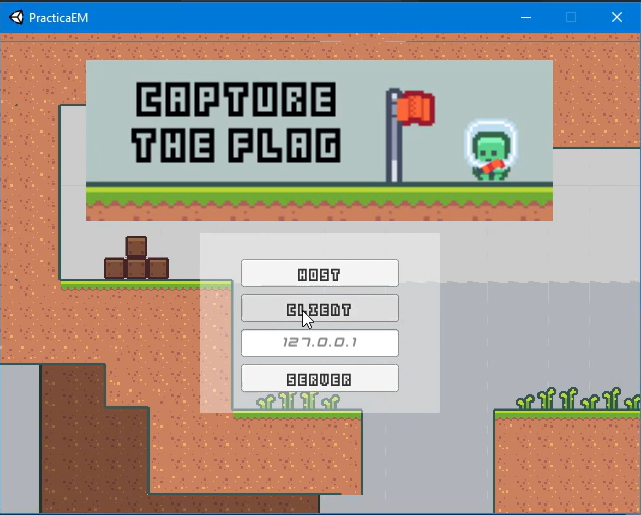 PracticaEM
CAPTURE
THE FLAG
HOST
CLIENT
127.0.0.1
SERVER